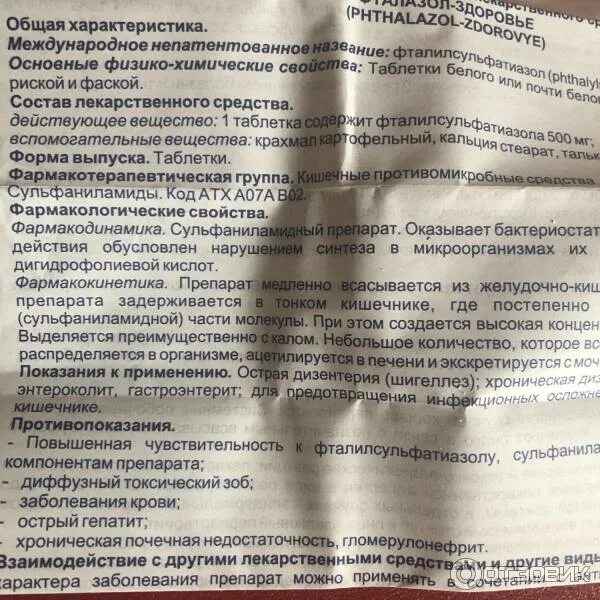 лекарственного ср
ФТАЛАЗОЛ-ЗДОРОВЬЕ
(PHTHALAZOL-ZDOROVYE)
Общая характеристика.
Международное непатентованное название: фталилсульфатиазол (phthalyls
Основные физико-химические свойства: Таблетки белого или почти бело
риской и фаской.
Состав лекарственного средства.
действующее вещество: 1 таблетка содержит фталилсульфатиазола 500 мг;
вспомогательные вещества: крахмал картофельный, кальция стеарат, тальк
Форма выпуска. Таблетки.
Фармакотерапевтическая группа. Кишечные противомикробные средства.
Сульфаниламиды. Код АТХ А07А В02.
Фармакологические свойства.
Фармакодинамика. Сульфаниламидный препарат. Оказывает бактериостат
действия обусловлен нарушением синтеза в микроорганизмах их
дигидрофолиевой кислот.
Фармакокинетика. Препарат медленно всасывается из желудочно-киш
препарата задерживается в тонком кишечнике, где постепенно
(сульфаниламидной) части молекулы. При этом создается высокая концен
Выделяется преимущественно с калом. Небольшое количество, которое вс
распределяется в организме, ацетилируется в печени и экскретируется с моч
Показания к применению. Острая дизентерия (шигеллез); хроническая диз
энтероколит, гастроэнтерит; для предотвращения инфекционных осложне
кишечнике.
Противопоказания.
- Повышенная чувствительность к фталилсульфатиазолу, сульфанила
компонентам препарата;
- диффузный токсический зоб;
- заболевания крови;
- острый гепатит;
- хроническая почечная недостаточность, гломерулонефрит.
Взаимодействие с другими лекарственными средствами и другие виды
характера заболевания препарат можно применять в сочетании с
ОТЗОВИК